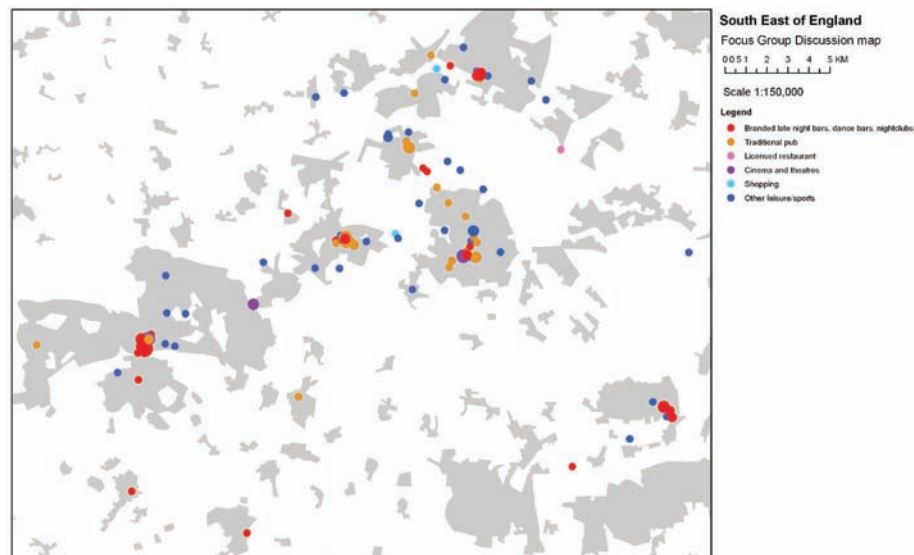 South East of England
Focus Group Discussion map
0 0.5 1 2 3 4 5 KM
Scale 1:150,000
Legend
Branded late night bars, dance bars, nightclubs
Traditional pub
Licensed restaurant
Cinema and theatres
Shopping
Other leisure/sports